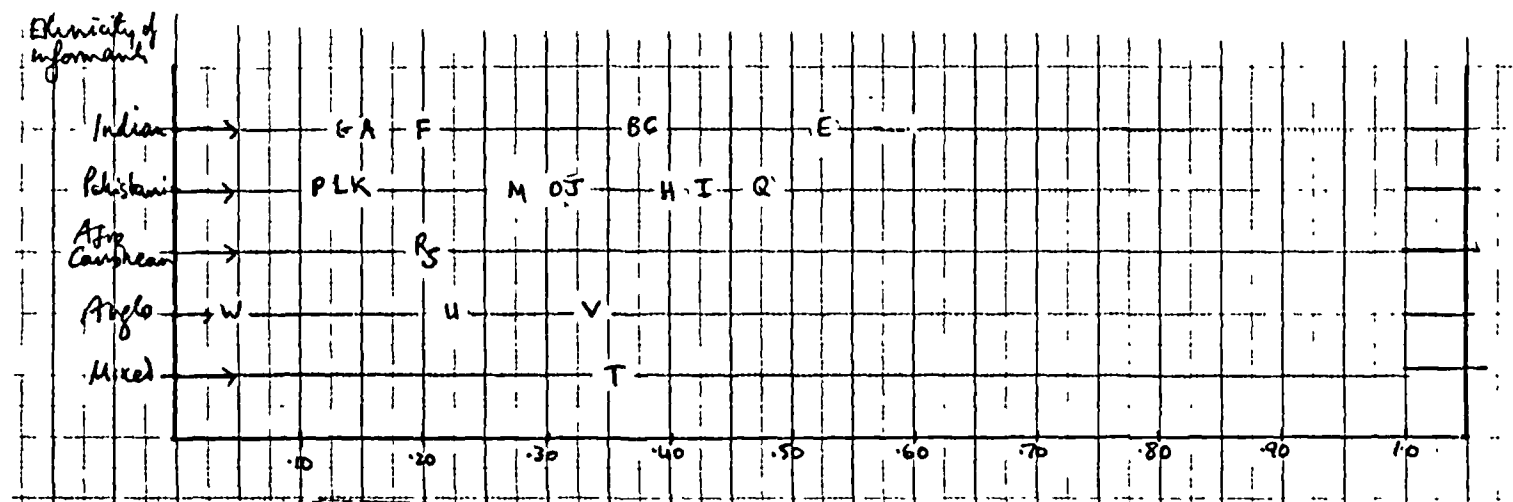 Ethnicity of
informant
Indian G A F BC E
Pakistani P L K M O J H I Q
Afro
Caribbean R S
Anglo W U V
Mixed T
.10 .20 .30 .40 .50 .60 .70 .80 .90 1.0